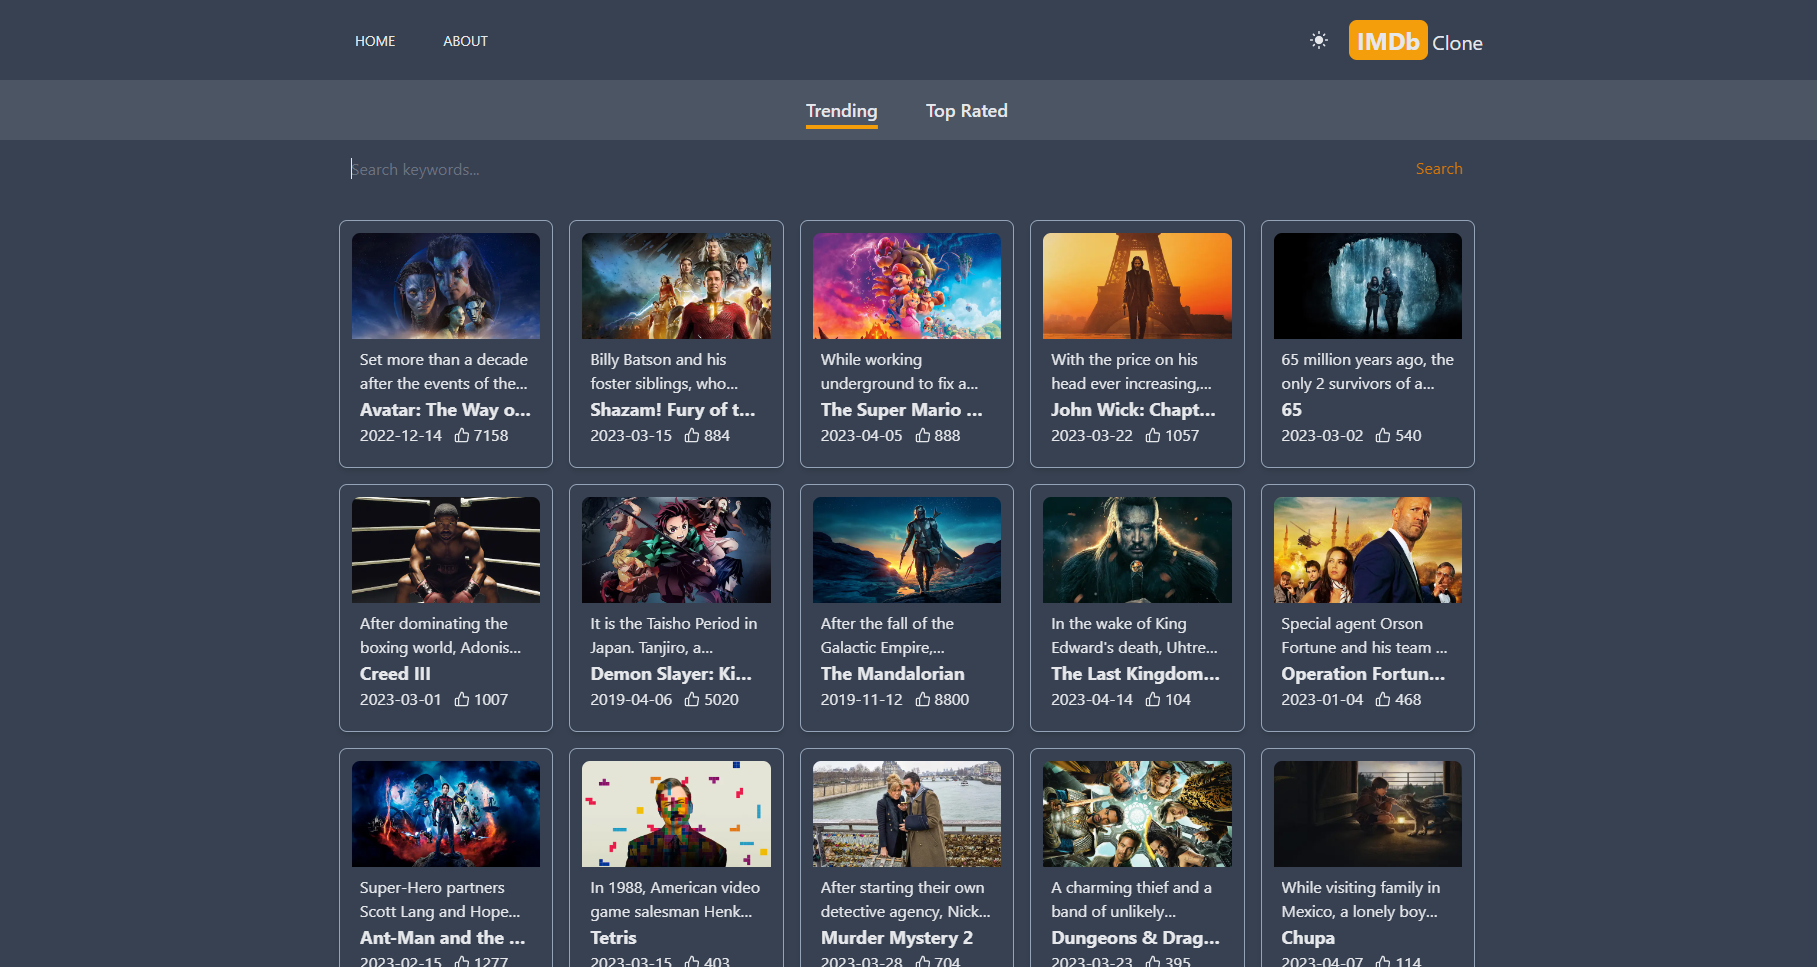 HOME
ABOUT
IMDb Clone
Trending
Top Rated
Search keywords...
Search
Set more than a decade
after the events of the...
Avatar: The Way o...
2022-12-14 7158
Billy Batson and his
foster siblings, who...
Shazam! Fury of t...
2023-03-15 884
While working
underground to fix a...
The Super Mario ...
2023-04-05 888
With the price on his
head ever increasing,...
John Wick: Chapt...
2023-03-22 1057
65 million years ago, the
only 2 survivors of a...
65
2023-03-02 540
After dominating the
boxing world, Adonis...
Creed III
2023-03-01 1007
It is the Taisho Period in
Japan. Tanjiro, a...
Demon Slayer: Ki...
2019-04-06 5020
After the fall of the
Galactic Empire,...
The Mandalorian
2019-11-12 8800
In the wake of King
Edward's death, Uhtre...
The Last Kingdom...
2023-04-14 104
Special agent Orson
Fortune and his team ...
Operation Fortun...
2023-01-04 468
Super-Hero partners
Scott Lang and Hope...
Ant-Man and the ...
2023-02-15 1277
In 1988, American video
game salesman Henk...
Tetris
2023-03-15 403
After starting their own
detective agency, Nick...
Murder Mystery 2
2023-03-28 704
A charming thief and a
band of unlikely...
Dungeons & Drag...
2023-03-23 395
While visiting family in
Mexico, a lonely boy...
Chupa
2023-04-07 114